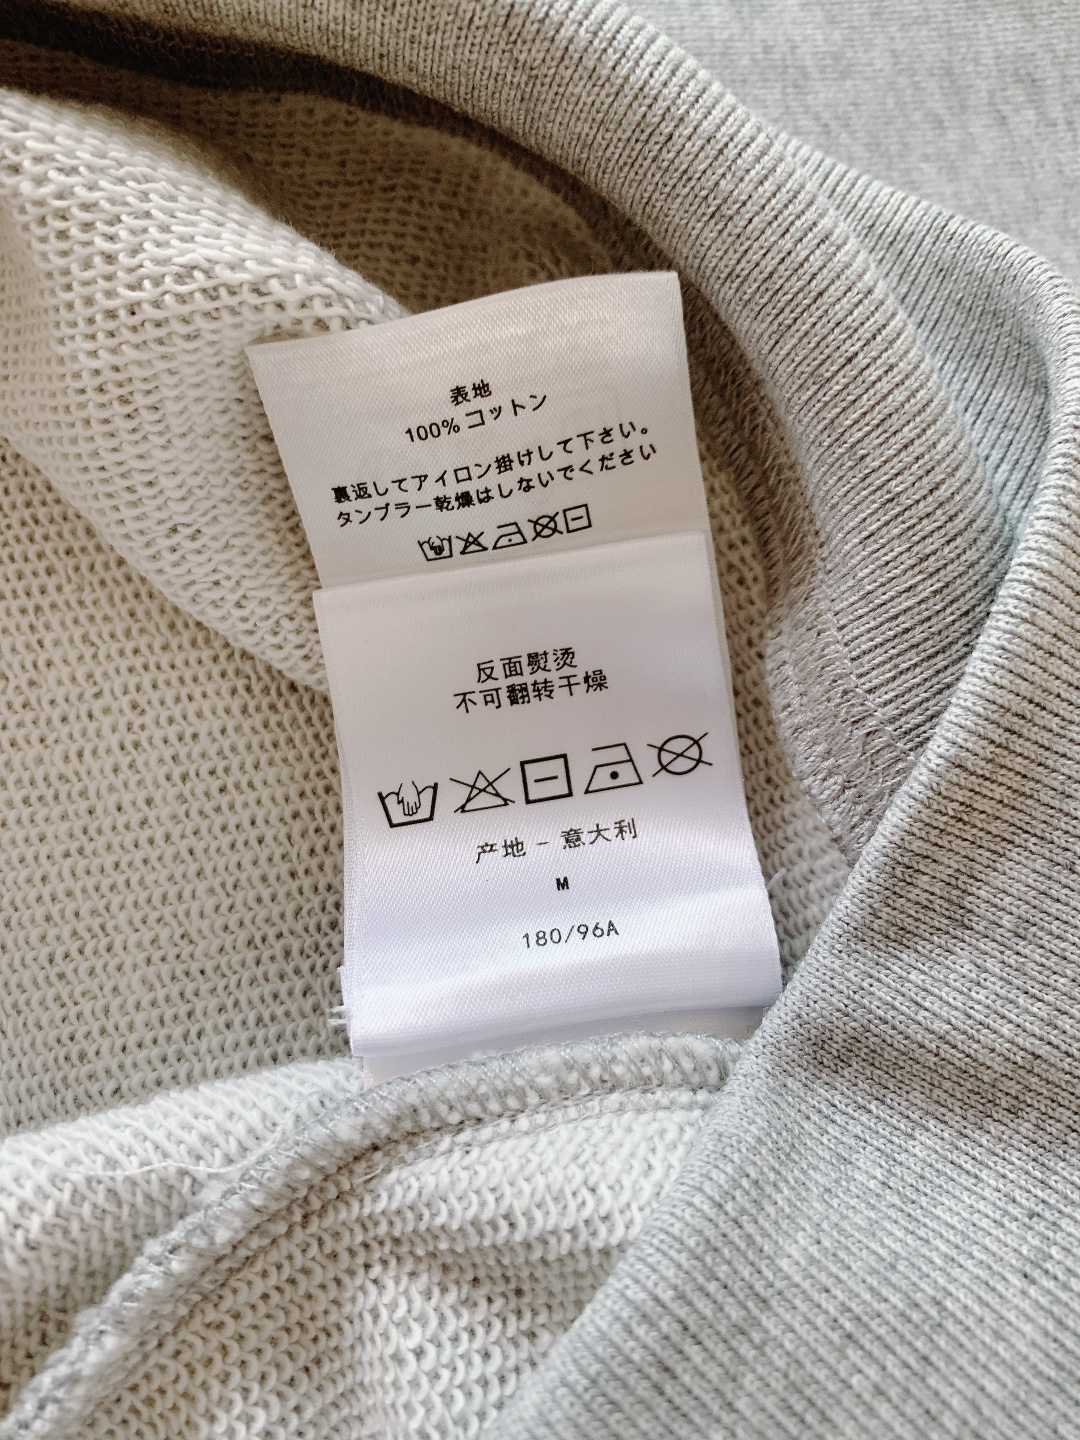 表地
100% コットン
裏返してアイロン掛けして下さい。
タンブラー乾燥はしないでください
反面熨烫
不可翻转干燥
产地 – 意大利
M
180/96A